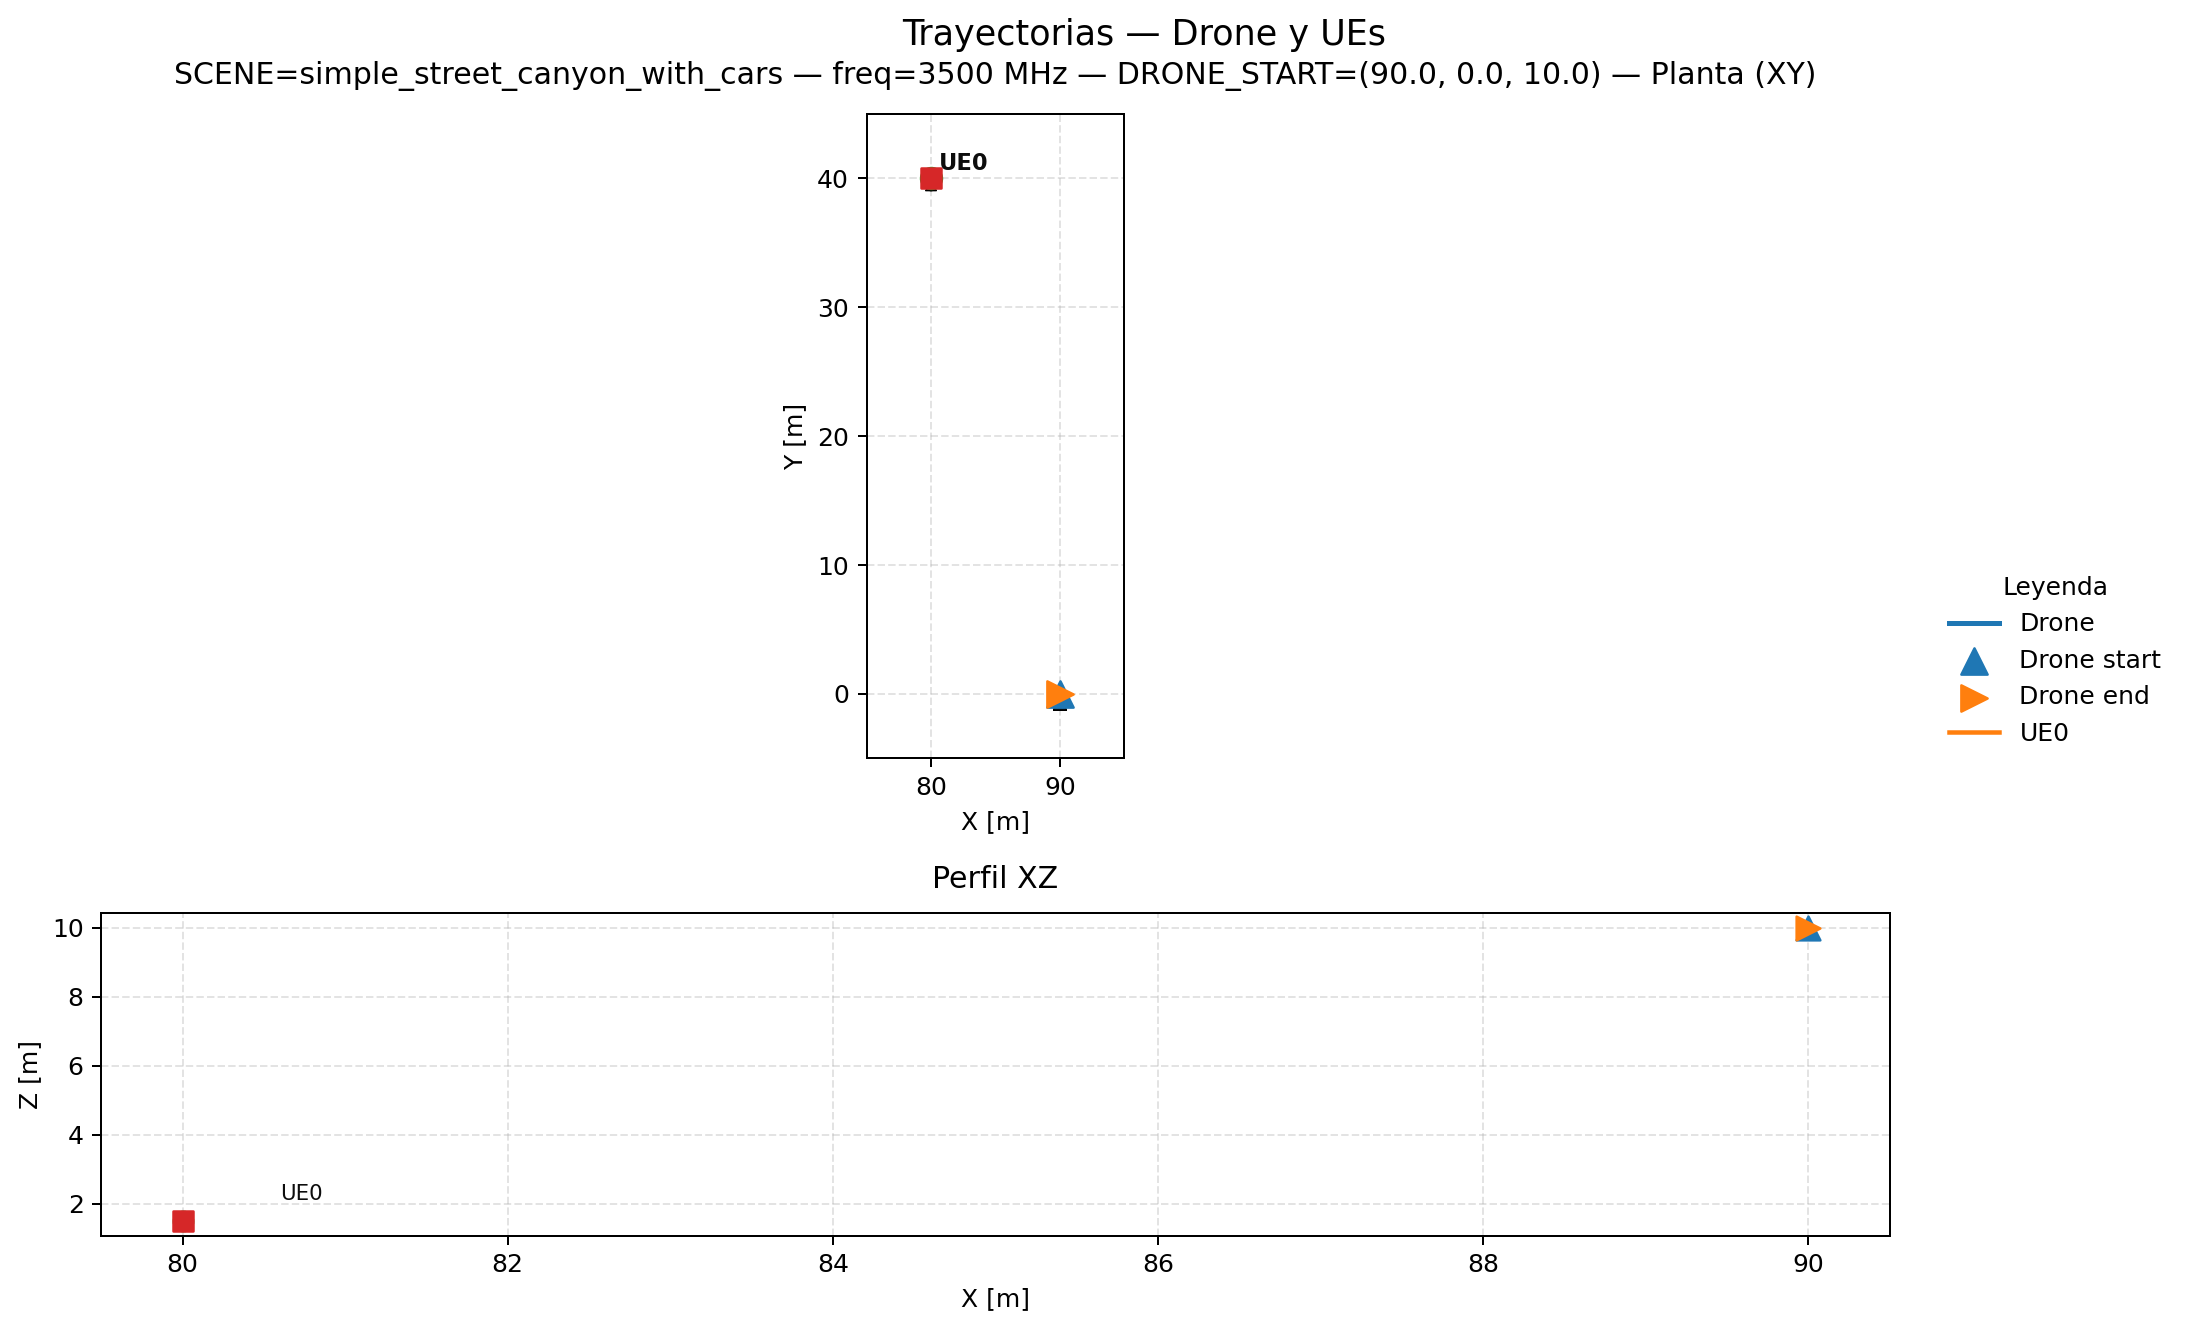 Trayectorias — Drone y UEs
SCENE=simple_street_canyon_with_cars — freq=3500 MHz — DRONE_START=(90.0, 0.0, 10.0) — Planta (XY)
UE0
40
30
20
10
0
Y [m]
80 90
X [m]
Leyenda
Drone
Drone start
Drone end
UE0
Perfil XZ
10
8
6
4
2
Z [m]
UE0
80 82 84 86 88 90
X [m]